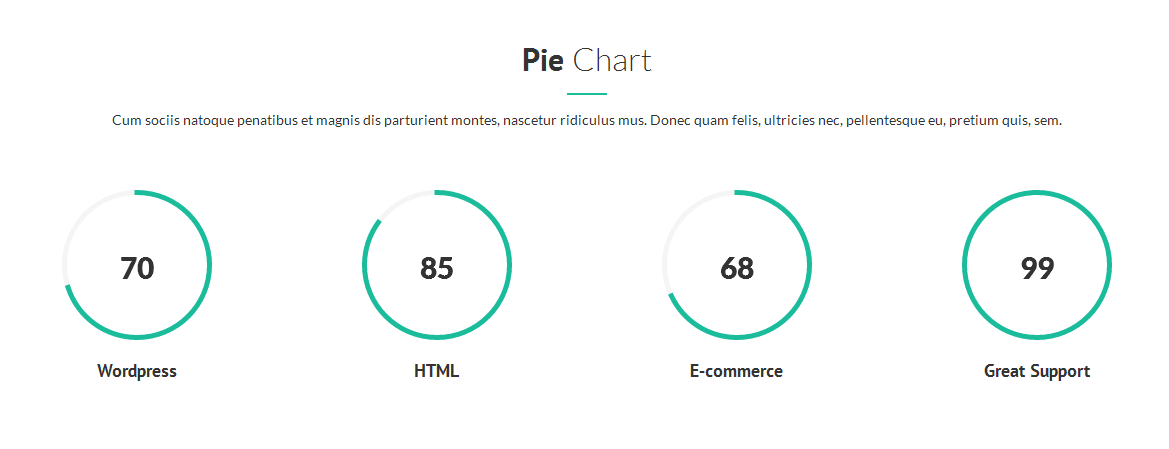 Pie Chart
Cum sociis natoque penatibus et magnis dis parturient montes, nascetur ridiculus mus. Donec quam felis, ultricies nec, pellentesque eu, pretium quis, sem.
70
85
68
99
Wordpress
HTML
E-commerce
Great Support